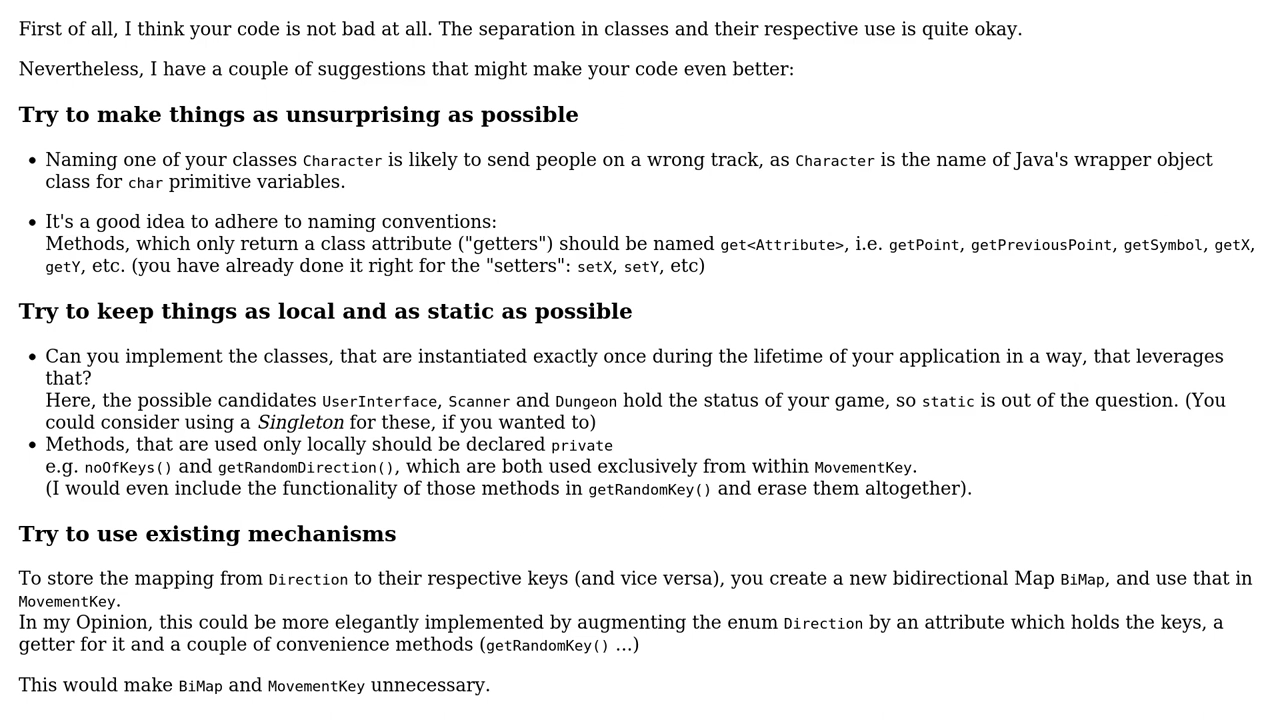 First of all, I think your code is not bad at all. The separation in classes and their respective use is quite okay.
Nevertheless, I have a couple of suggestions that might make your code even better:
Try to make things as unsurprising as possible
• Naming one of your classes Character is likely to send people on a wrong track, as Character is the name of Java's wrapper object
class for char primitive variables.
• It's a good idea to adhere to naming conventions:
Methods, which only return a class attribute ("getters") should be named get<Attribute>, i.e. getPoint, getPreviousPoint, getSymbol, getX,
getY, etc. (you have already done it right for the "setters": setX, setY, etc)
Try to keep things as local and as static as possible
• Can you implement the classes, that are instantiated exactly once during the lifetime of your application in a way, that leverages
that?
Here, the possible candidates UserInterface, Scanner and Dungeon hold the status of your game, so static is out of the question. (You
could consider using a Singleton for these, if you wanted to)
• Methods, that are used only locally should be declared private
e.g. noOfKeys() and getRandomDirection(), which are both used exclusively from within MovementKey.
(I would even include the functionality of those methods in getRandomKey() and erase them altogether).
Try to use existing mechanisms
To store the mapping from Direction to their respective keys (and vice versa), you create a new bidirectional Map BiMap, and use that in
MovementKey.
In my Opinion, this could be more elegantly implemented by augmenting the enum Direction by an attribute which holds the keys, a
getter for it and a couple of convenience methods (getRandomKey() ...)
This would make BiMap and MovementKey unnecessary.